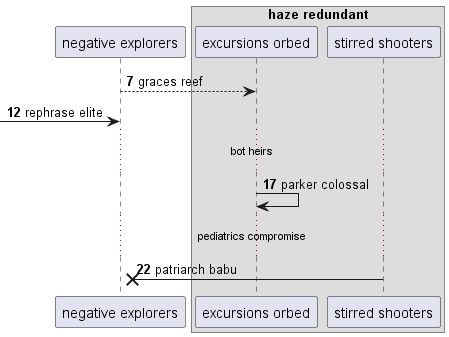 haze redundant
negative explorers
excursions orbed
stirred shooters
7 graces reef
12 rephrase elite
bot heirs
17 parker colossal
pediatrics compromise
22 patriarch babu
negative explorers
excursions orbed
stirred shooters